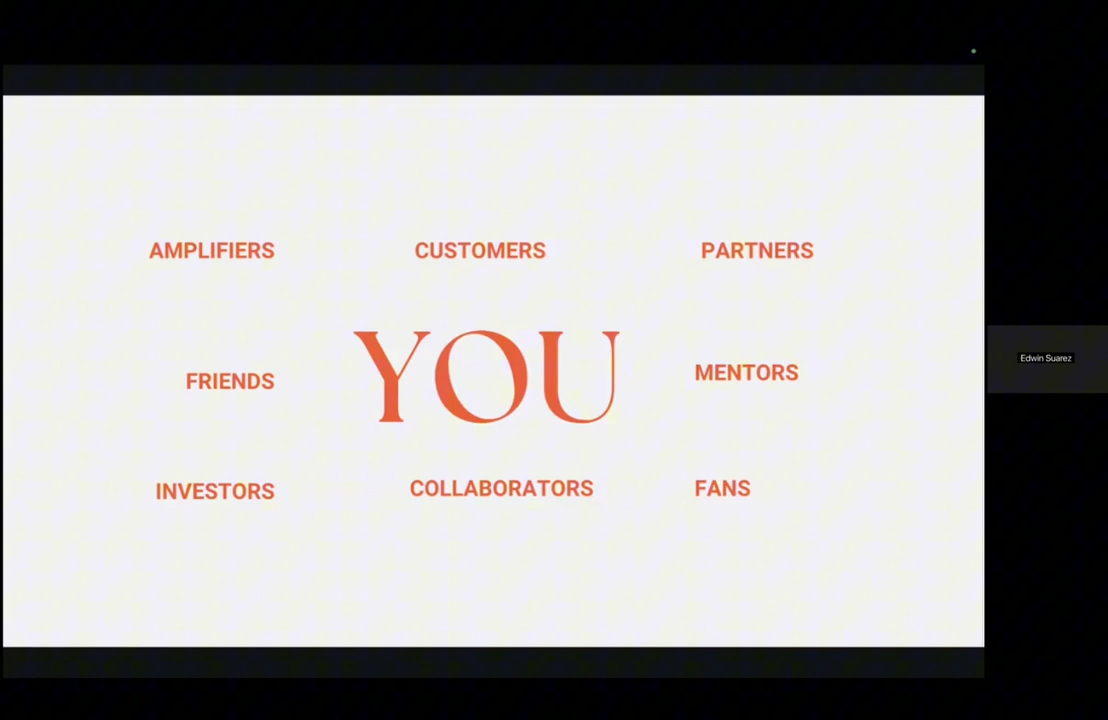 AMPLIFIERS
CUSTOMERS
PARTNERS
FRIENDS
YOU
MENTORS
INVESTORS
COLLABORATORS
FANS
Edwin Suarez